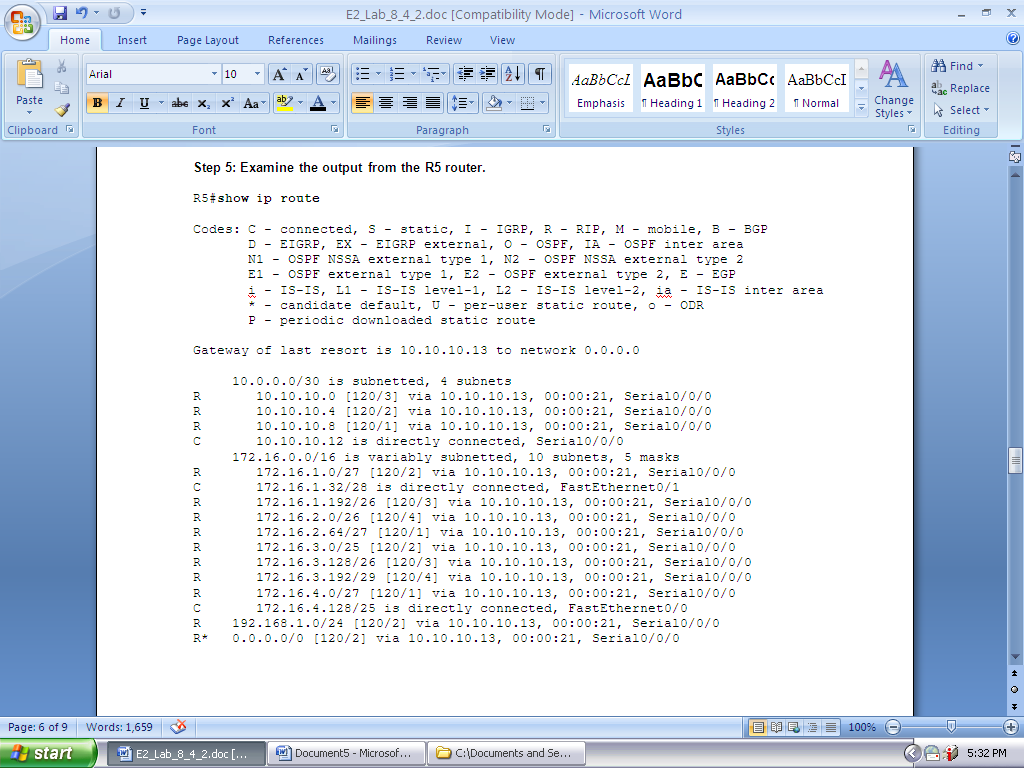 E2_Lab_8_4_2.doc [Compatibility Mode] - Microsoft Word
Home Insert Page Layout References Mailings Review View
Paste
Clipboard
Arial 10
B I U abe x₂ x² Aa
Font
Paragraph
AaBbCcI AaBbC AaBbCc AaBbCcI
Emphasis ¶ Heading 1 ¶ Heading 2 ¶ Normal
Styles
Change Styles
Find
Replace
Select
Editing
Step 5: Examine the output from the R5 router.
R5#show ip route
Codes: C - connected, S - static, I - IGRP, R - RIP, M - mobile, B - BGP
D - EIGRP, EX - EIGRP external, O - OSPF, IA - OSPF inter area
N1 - OSPF NSSA external type 1, N2 - OSPF NSSA external type 2
E1 - OSPF external type 1, E2 - OSPF external type 2, E - EGP
i - IS-IS, L1 - IS-IS level-1, L2 - IS-IS level-2, ia - IS-IS inter area
* - candidate default, U - per-user static route, o - ODR
P - periodic downloaded static route
Gateway of last resort is 10.10.10.13 to network 0.0.0.0
10.0.0.0/30 is subnetted, 4 subnets
R 10.10.10.0 [120/3] via 10.10.10.13, 00:00:21, Serial0/0/0
R 10.10.10.4 [120/2] via 10.10.10.13, 00:00:21, Serial0/0/0
R 10.10.10.8 [120/1] via 10.10.10.13, 00:00:21, Serial0/0/0
C 10.10.10.12 is directly connected, Serial0/0/0
172.16.0.0/16 is variably subnetted, 10 subnets, 5 masks
R 172.16.1.0/27 [120/2] via 10.10.10.13, 00:00:21, Serial0/0/0
C 172.16.1.32/28 is directly connected, FastEthernet0/1
R 172.16.1.192/26 [120/3] via 10.10.10.13, 00:00:21, Serial0/0/0
R 172.16.2.0/26 [120/4] via 10.10.10.13, 00:00:21, Serial0/0/0
R 172.16.2.64/27 [120/1] via 10.10.10.13, 00:00:21, Serial0/0/0
R 172.16.3.0/25 [120/2] via 10.10.10.13, 00:00:21, Serial0/0/0
R 172.16.3.128/26 [120/3] via 10.10.10.13, 00:00:21, Serial0/0/0
R 172.16.3.192/29 [120/4] via 10.10.10.13, 00:00:21, Serial0/0/0
R 172.16.4.0/27 [120/1] via 10.10.10.13, 00:00:21, Serial0/0/0
C 172.16.4.128/25 is directly connected, FastEthernet0/0
R 192.168.1.0/24 [120/2] via 10.10.10.13, 00:00:21, Serial0/0/0
R* 0.0.0.0/0 [120/2] via 10.10.10.13, 00:00:21, Serial0/0/0
Page: 6 of 9 Words: 1,659 100%
start E2_Lab_8_4_2.doc [... Document5 - Microsof... C:\Documents and Se... 5:32 PM